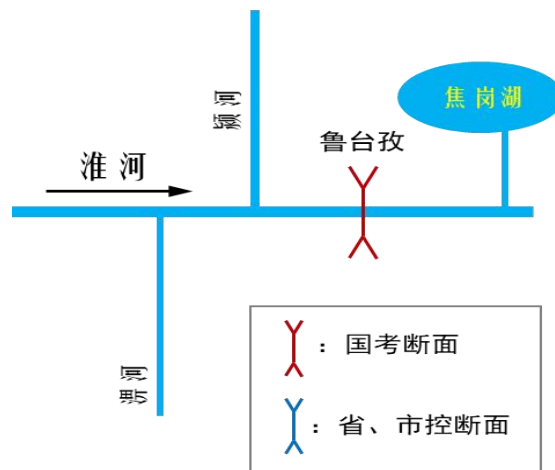 焦岗湖
颍河
鲁台孜
淮河
淠河
：国考断面
：省、市控断面